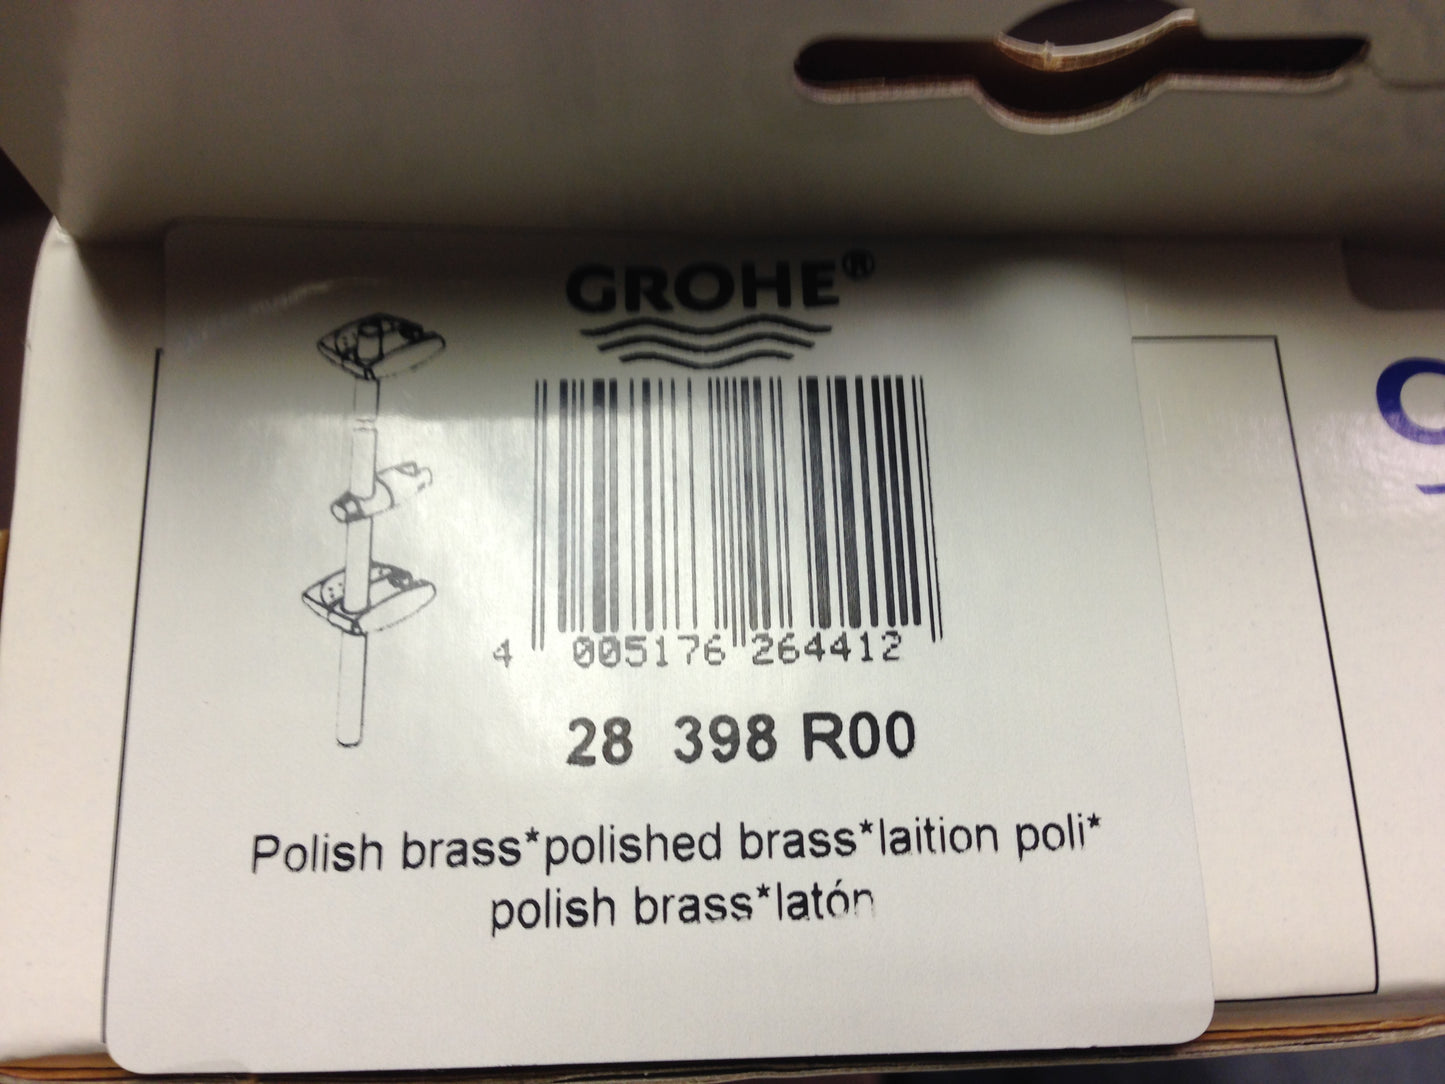 GROHE®
4 005176 264412
28 398 R00
Polish brass*polished brass*laition poli*
polish brass*latón